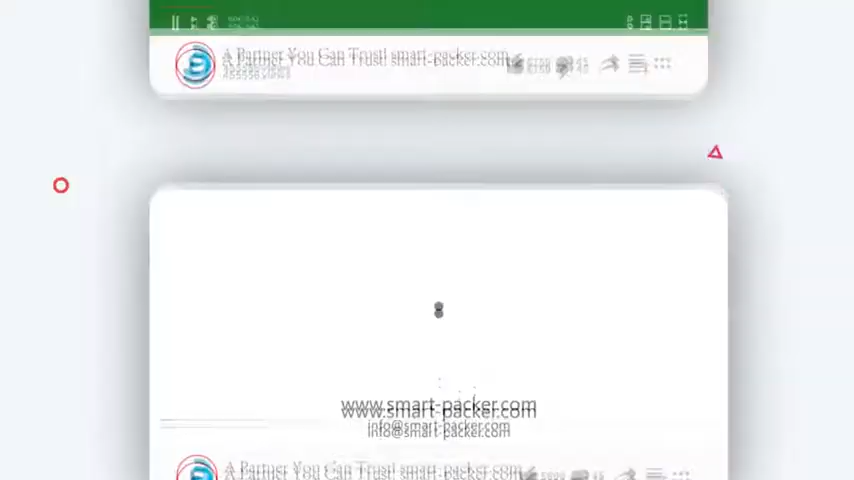 A Partner You Can Trust! smart-packer.com
www.smart-packer.com
info@smart-packer.com
A Partner You Can Trust! smart-packer.com